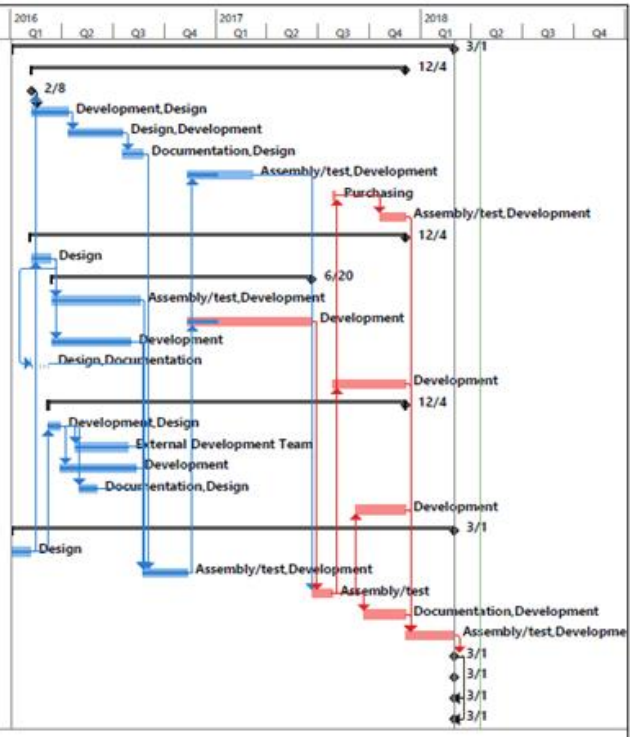 2016 2017 2018
Q1 Q2 Q3 Q4 Q1 Q2 Q3 Q4 Q1 Q2 Q3 Q4
3/1
12/4
2/8
Development,Design
Design,Development
Documentation,Design
Assembly/test,Development
Purchasing
Assembly/test,Development
12/4
Design
6/20
Assembly/test,Development
Development
Development
Design,Documentation
Development
12/4
Development,Design
External Development Team
Development
Documentation,Design
Development
3/1
Design
Assembly/test,Development
Assembly/test
Documentation,Development
Assembly/test,Developme
3/1
3/1
3/1
3/1